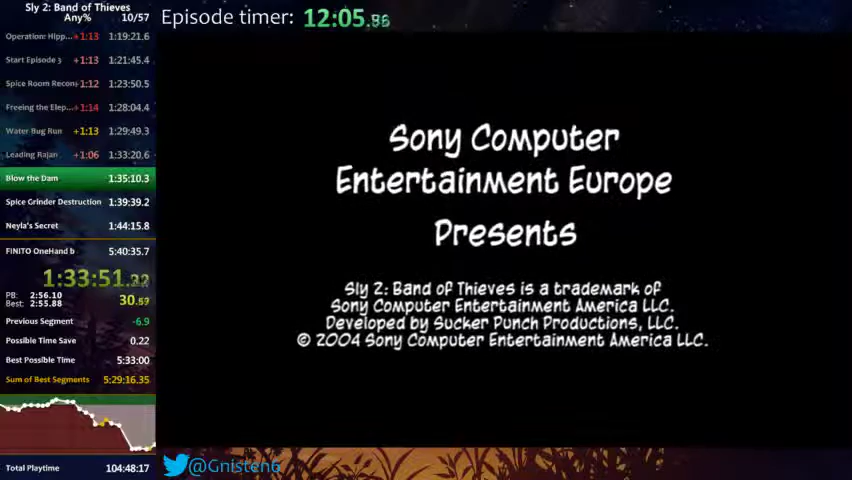 Sly 2: Band of Thieves
Any% 10/57
Operation: Hipp... +1:13 1:19:21.6
Start Episode 3 +1:13 1:21:45.4
Spice Room Recon +1:12 1:23:50.5
Freeing the Elep... +1:14 1:28:04.4
Water Bug Run +1:13 1:29:49.3
Leading Rajan +1:06 1:33:20.6
Blow the Dam 1:35:10.3
Spice Grinder Destruction 1:39:39.2
Neyla's Secret 1:44:15.8
FINITO OneHand b 5:40:35.7
1:33:51.32
PB: 2:56.10
Best: 2:55.88 30.59
Previous Segment -6.9
Possible Time Save 0.22
Best Possible Time 5:33:00
Sum of Best Segments 5:29:16.35
Total Playtime 104:48:17
Episode timer: 12:05.86
Sony Computer
Entertainment Europe
Presents
Sly 2: Band of Thieves is a trademark of
Sony Computer Entertainment America LLC.
Developed by Sucker Punch Productions, LLC.
© 2004 Sony Computer Entertainment America LLC.
@Gnisten6